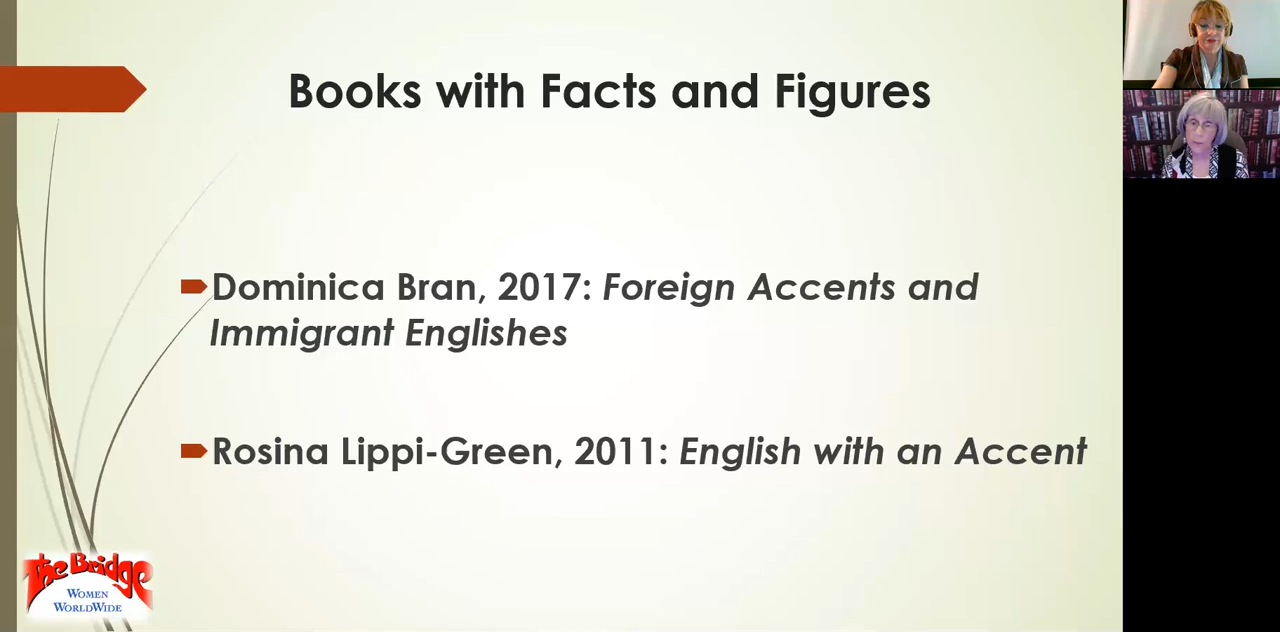 Books with Facts and Figures
Dominica Bran, 2017: Foreign Accents and
Immigrant Englishes
Rosina Lippi-Green, 2011: English with an Accent
the Bridge
WOMEN
WORLDWIDE